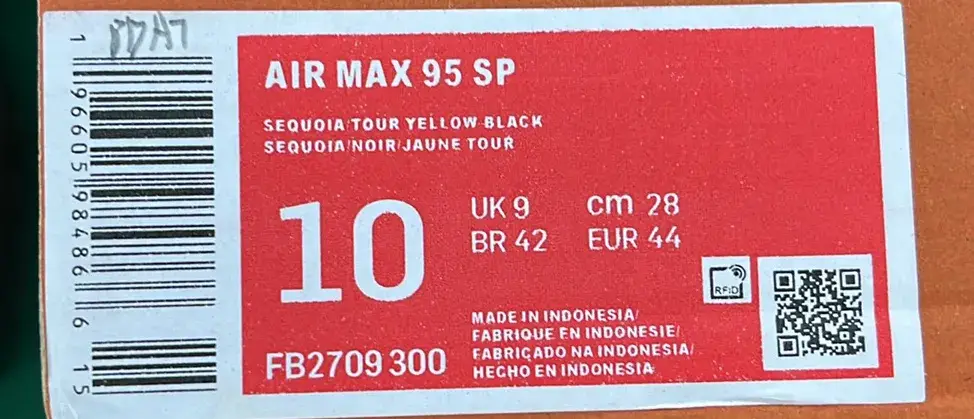 AIR MAX 95 SP
SEQUOIA/TOUR YELLOW-BLACK
SEQUOIA/NOIR/JAUNE TOUR
10
UK 9 cm 28
BR 42 EUR 44
RFID
MADE IN INDONESIA/
FABRIQUE EN INDONESIE/
FABRICADO NA INDONESIA/
HECHO EN INDONESIA
FB2709 300
1 96605 98486 6 15